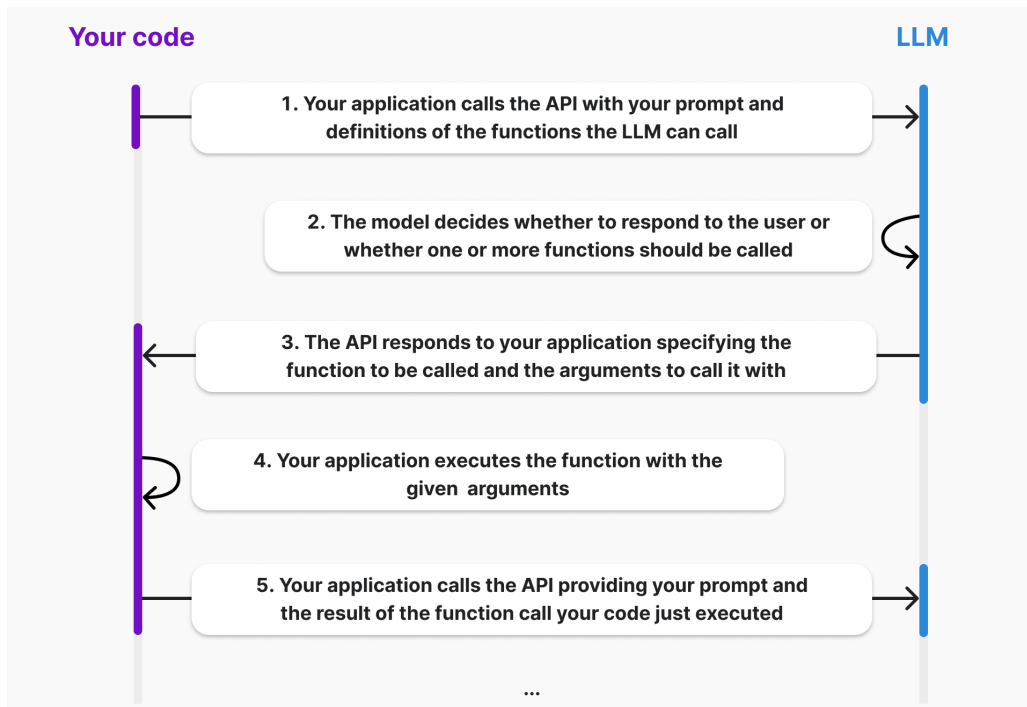 Your code
LLM
1. Your application calls the API with your prompt and
definitions of the functions the LLM can call
2. The model decides whether to respond to the user or
whether one or more functions should be called
3. The API responds to your application specifying the
function to be called and the arguments to call it with
4. Your application executes the function with the
given  arguments
5. Your application calls the API providing your prompt and
the result of the function call your code just executed
...